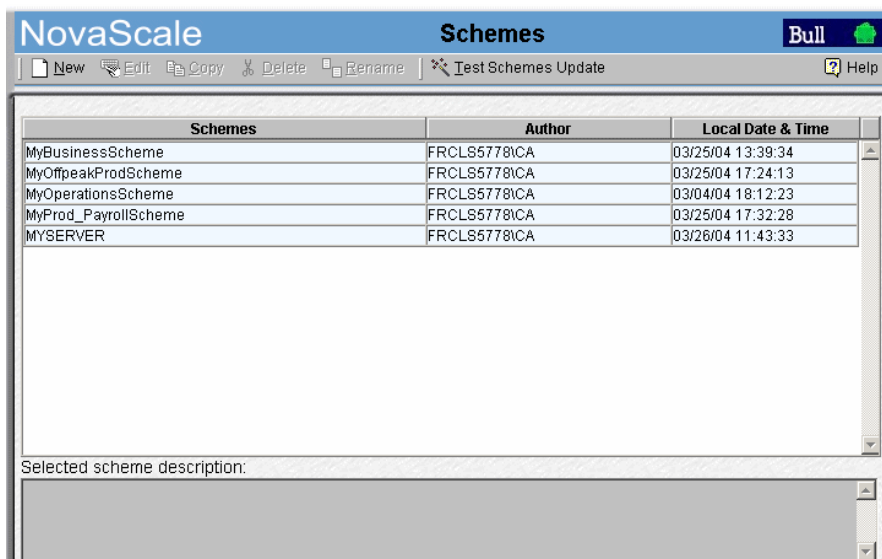 NovaScale Schemes Bull
New Edit Copy Delete Rename Test Schemes Update Help
Schemes Author Local Date & Time
MyBusinessScheme FRCLS5778\CA 03/25/04 13:39:34
MyOffpeakProdScheme FRCLS5778\CA 03/25/04 17:24:13
MyOperationsScheme FRCLS5778\CA 03/04/04 18:12:23
MyProd_PayrollScheme FRCLS5778\CA 03/25/04 17:32:28
MYSERVER FRCLS5778\CA 03/26/04 11:43:33
Selected scheme description: